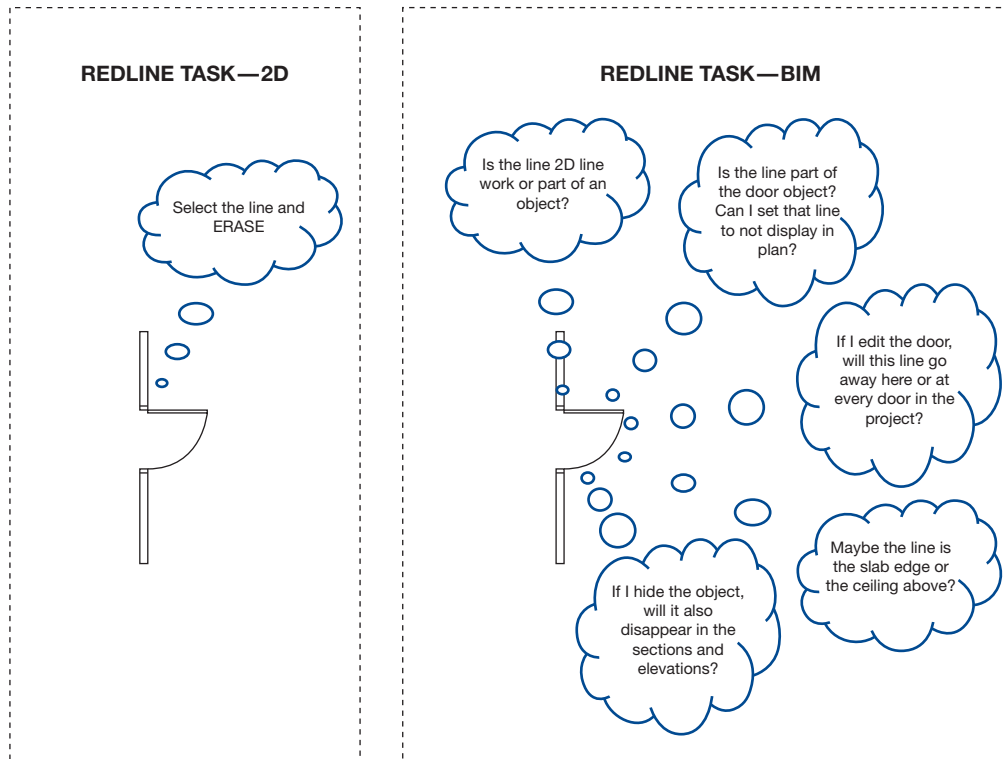 REDLINE TASK—2D
Select the line and
ERASE
REDLINE TASK—BIM
Is the line 2D line
work or part of an
object?
Is the line part of
the door object?
Can I set that line
to not display in
plan?
If I edit the door,
will this line go
away here or at
every door in the
project?
Maybe the line is
the slab edge or
the ceiling above?
If I hide the object,
will it also
disappear in the
sections and
elevations?